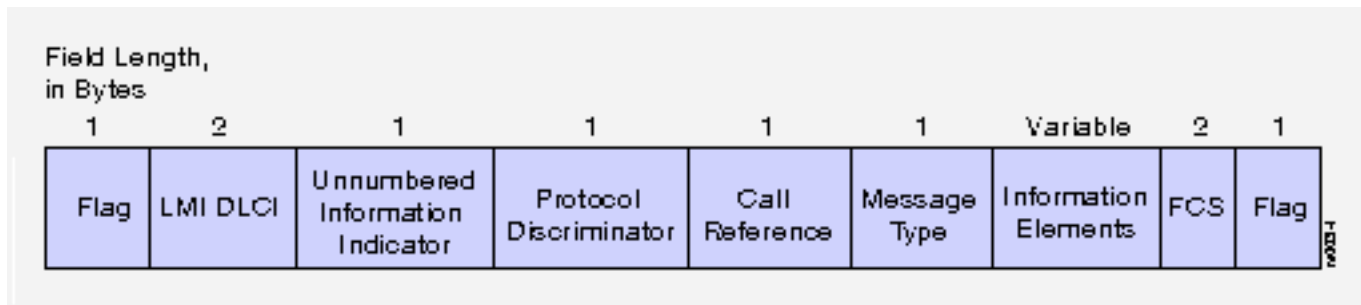 Field Length,
in Bytes
1 2 1 1 1 1 Variable 2 1
Flag
LMI DLCI
Unnumbered
Information
Indicator
Protocol
Discriminator
Call
Reference
Message
Type
Information
Elements
FCS
Flag